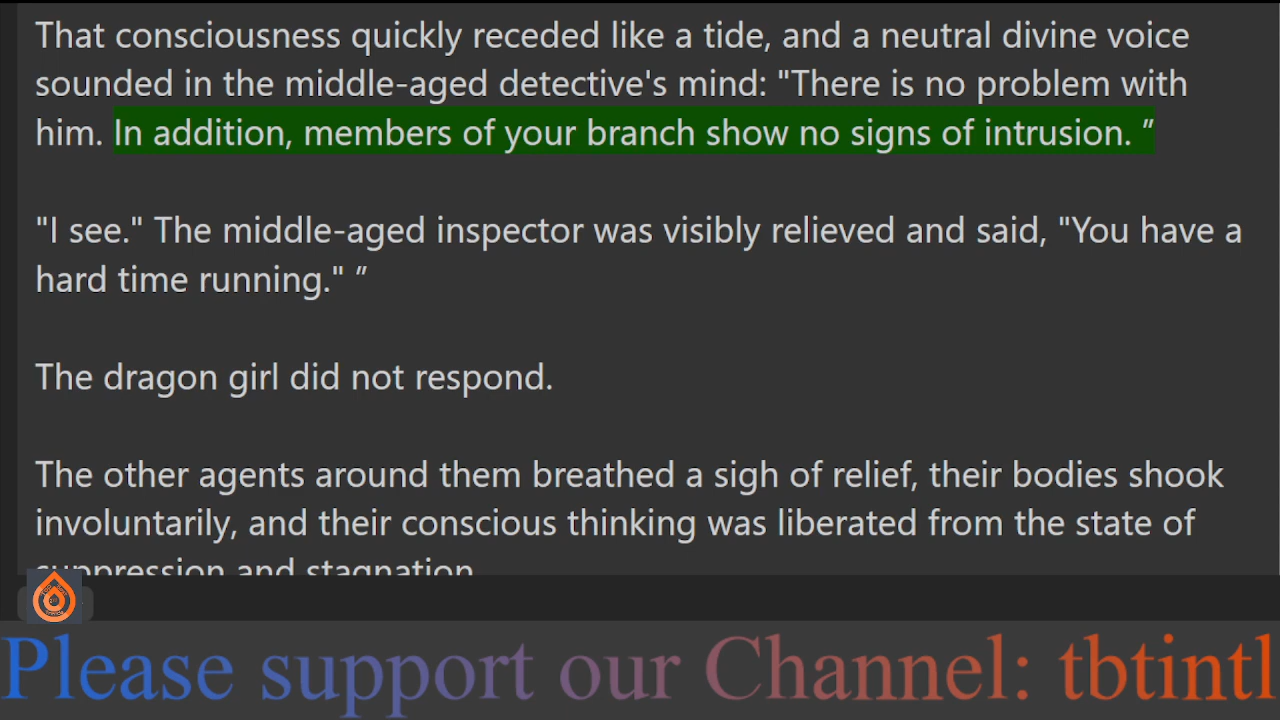 That consciousness quickly receded like a tide, and a neutral divine voice
sounded in the middle-aged detective's mind: "There is no problem with
him. In addition, members of your branch show no signs of intrusion. ”
"I see." The middle-aged inspector was visibly relieved and said, "You have a
hard time running." ”
The dragon girl did not respond.
The other agents around them breathed a sigh of relief, their bodies shook
involuntarily, and their conscious thinking was liberated from the state of
suppression and stagnation.
Please support our Channel: tbtintl